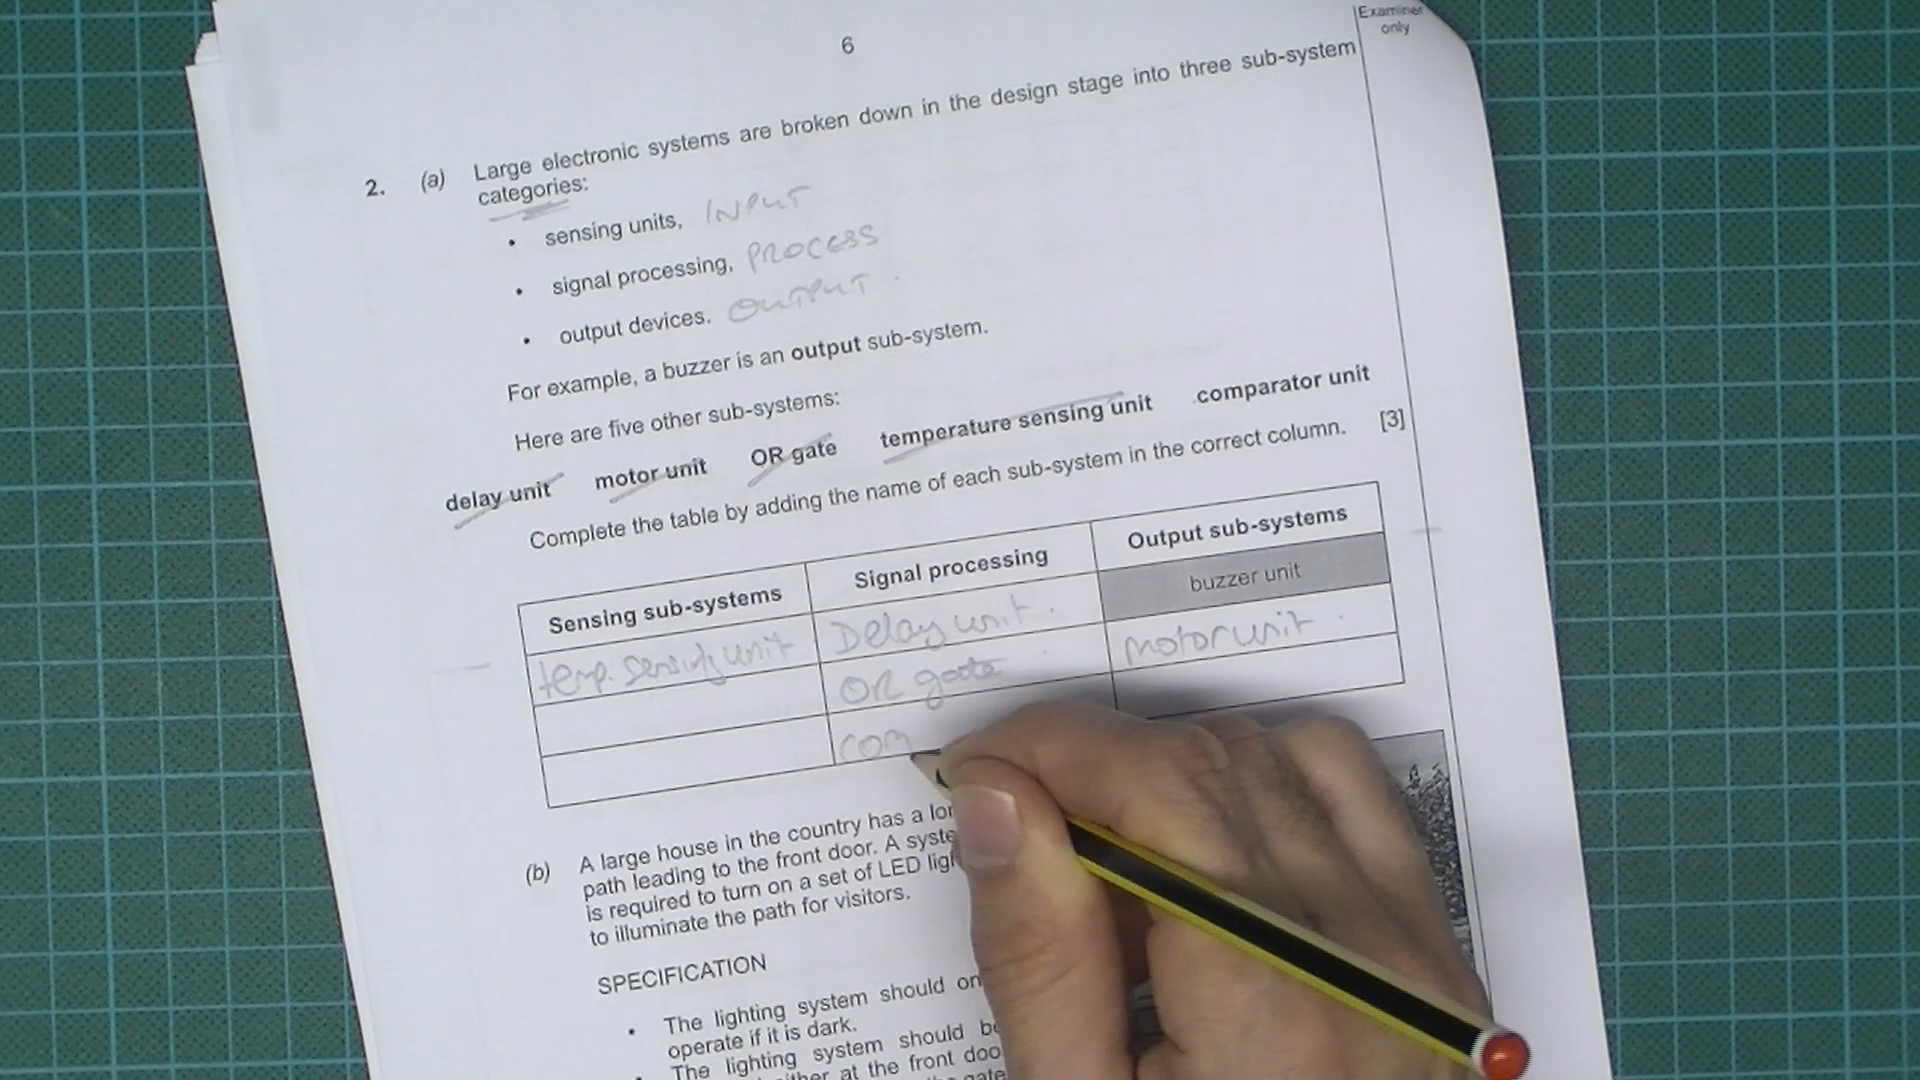 Examiner
only
6
2. (a) Large electronic systems are broken down in the design stage into three sub-system
categories:
• sensing units, INPUT
• signal processing, PROCESS
• output devices. OUTPUT
For example, a buzzer is an output sub-system.
Here are five other sub-systems:
delay unit motor unit OR gate temperature sensing unit comparator unit
Complete the table by adding the name of each sub-system in the correct column. [3]
Sensing sub-systems Signal processing Output sub-systems
temp. sensing unit Delay unit. buzzer unit
OR gate motor unit.
com
(b) A large house in the country has a
path leading to the front door. A
is required to turn on a set of LED
to illuminate the path for visitors.
SPECIFICATION
• The lighting system should
operate if it is dark.
• The lighting system should
at the front